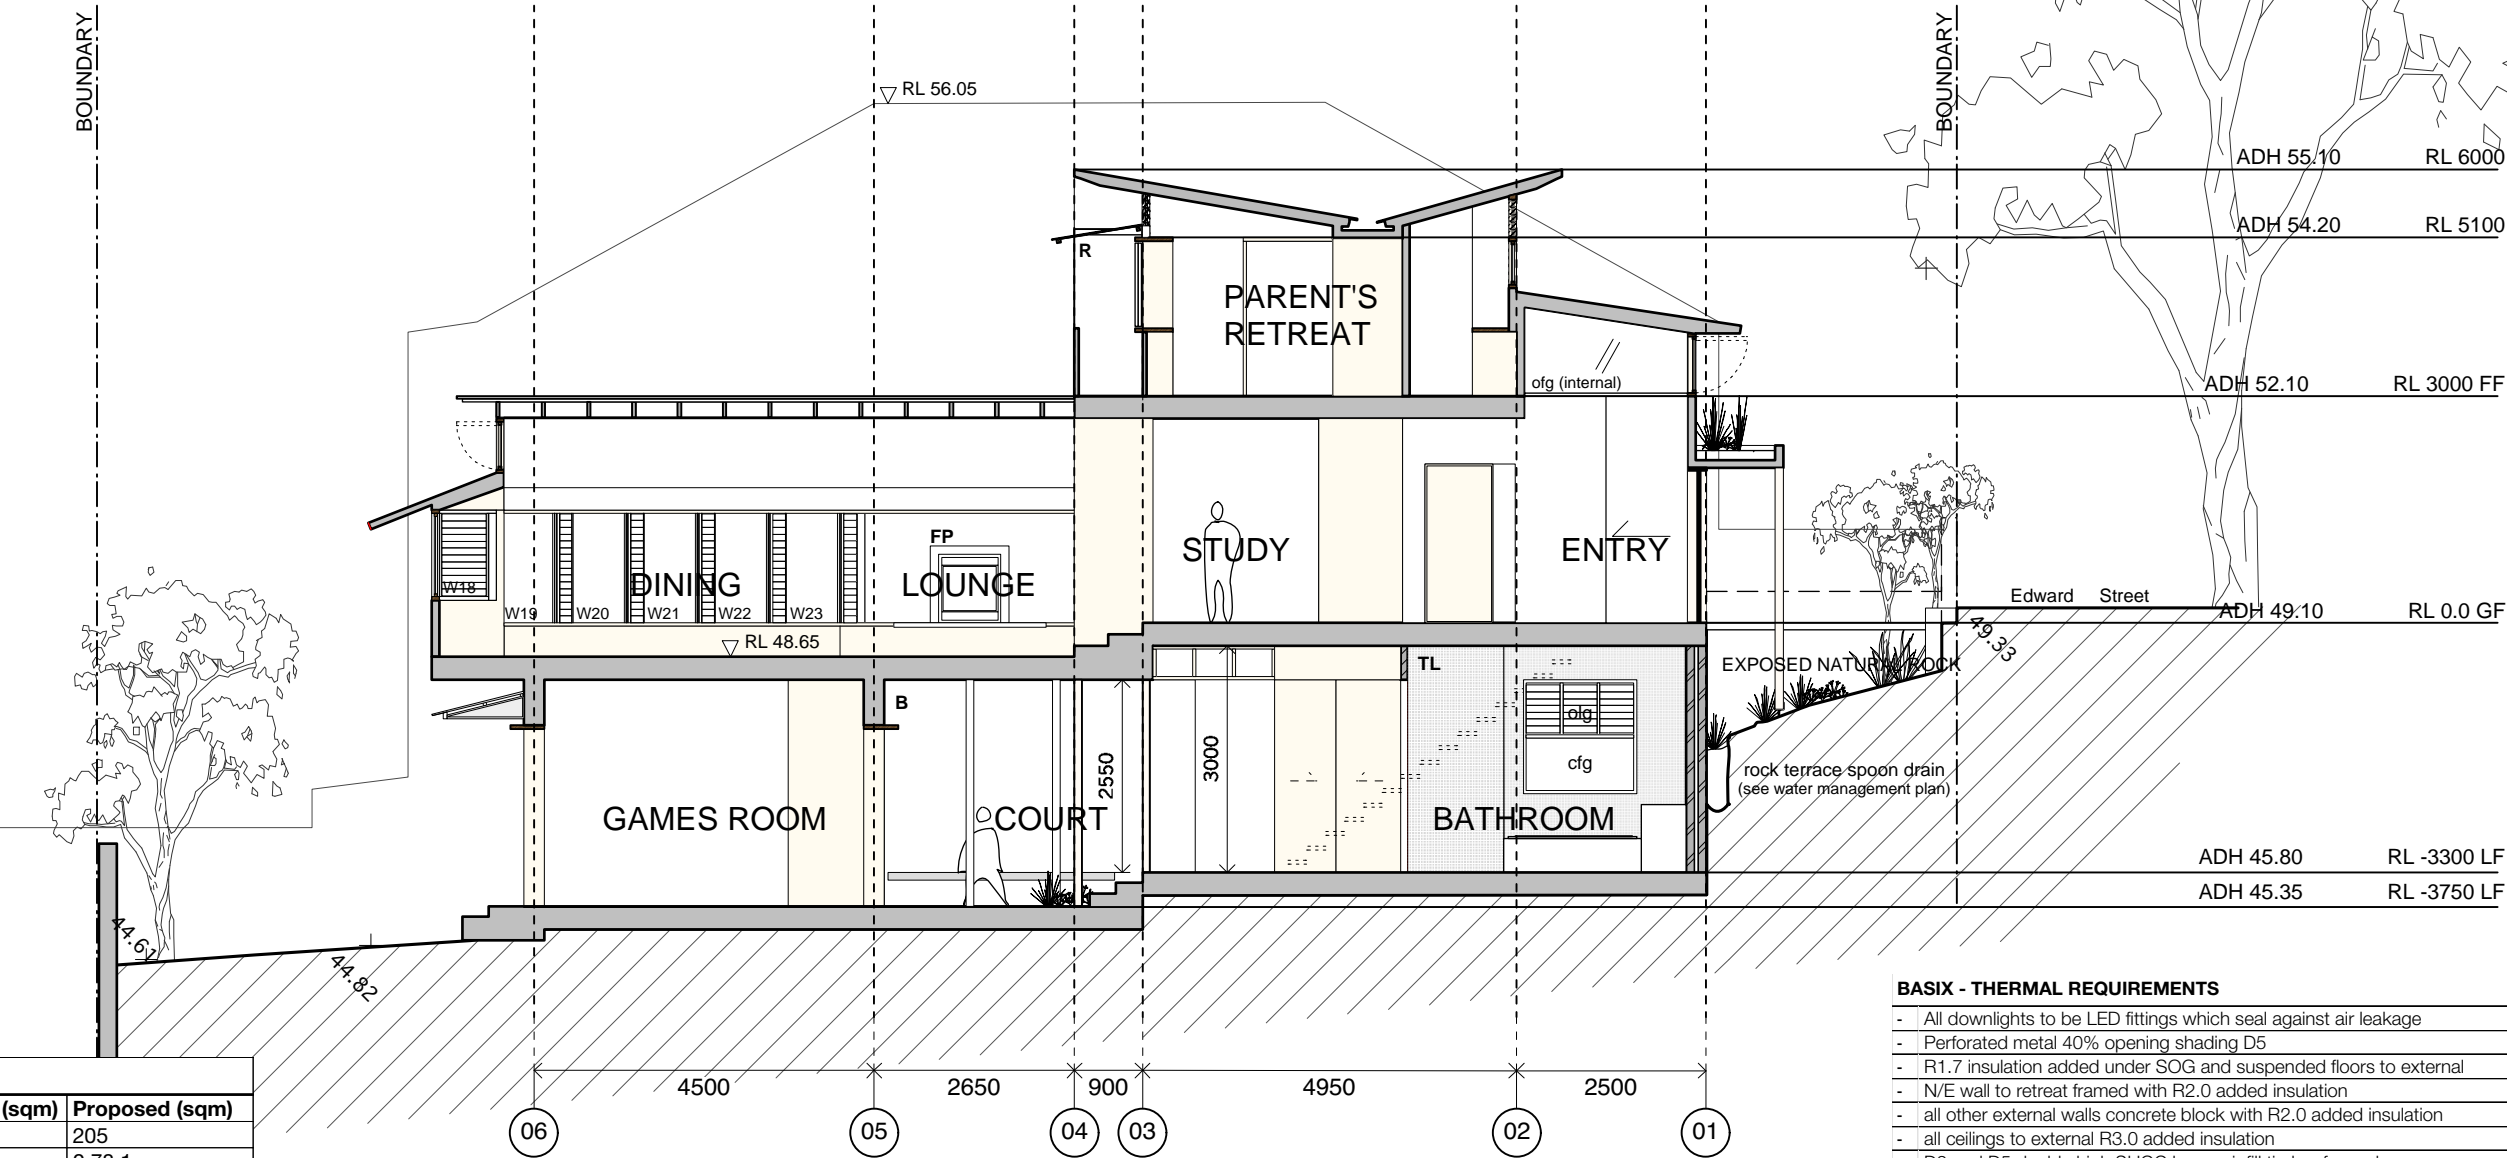 BOUNDARY
BOUNDARY
RL 56.05
ADH 55.10 RL 6000
ADH 54.20 RL 5100
R
PARENT'S
RETREAT
ofg (internal)
ADH 52.10 RL 3000 FF
FP
STUDY
ENTRY
DINING
LOUNGE
W18
W19
W20
W21
W22
W23
Edward Street
ADH 49.10 RL 0.0 GF
49.33
RL 48.65
TL
EXPOSED NATURAL ROCK
B
olg
cfg
2550
3000
rock terrace spoon drain
(see water management plan)
GAMES ROOM
COURT
BATHROOM
ADH 45.80 RL -3300 LF
ADH 45.35 RL -3750 LF
44.61
44.82
BASIX - THERMAL REQUIREMENTS
- All downlights to be LED fittings which seal against air leakage
- Perforated metal 40% opening shading D5
- R1.7 insulation added under SOG and suspended floors to external
- N/E wall to retreat framed with R2.0 added insulation
- all other external walls concrete block with R2.0 added insulation
- all ceilings to external R3.0 added insulation
4500
2650
900
4950
2500
(sqm) Proposed (sqm)
205
06
05
04
03
02
01